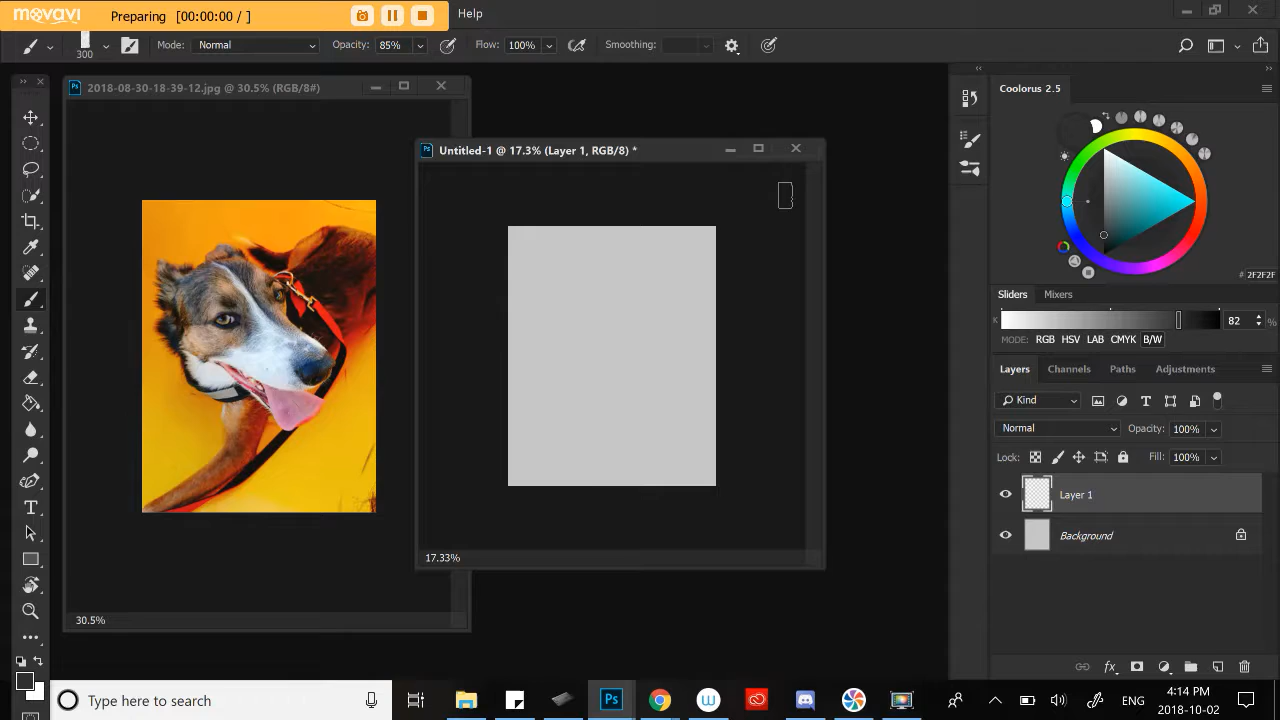 movavi
Preparing [00:00:00 / ]
Help
300
Mode: Normal
Opacity: 85%
Flow: 100%
Smoothing:
2018-08-30-18-39-12.jpg @ 30.5% (RGB/8#)
30.5%
Untitled-1 @ 17.3% (Layer 1, RGB/8) *
17.33%
Coolorus 2.5
# 2F2F2F
Sliders Mixers
K 82 %
MODE: RGB HSV LAB CMYK B/W
Layers Channels Paths Adjustments
Kind
Normal Opacity: 100%
Lock: Fill: 100%
Layer 1
Background
Type here to search
Ps
ENG
4:14 PM
2018-10-02